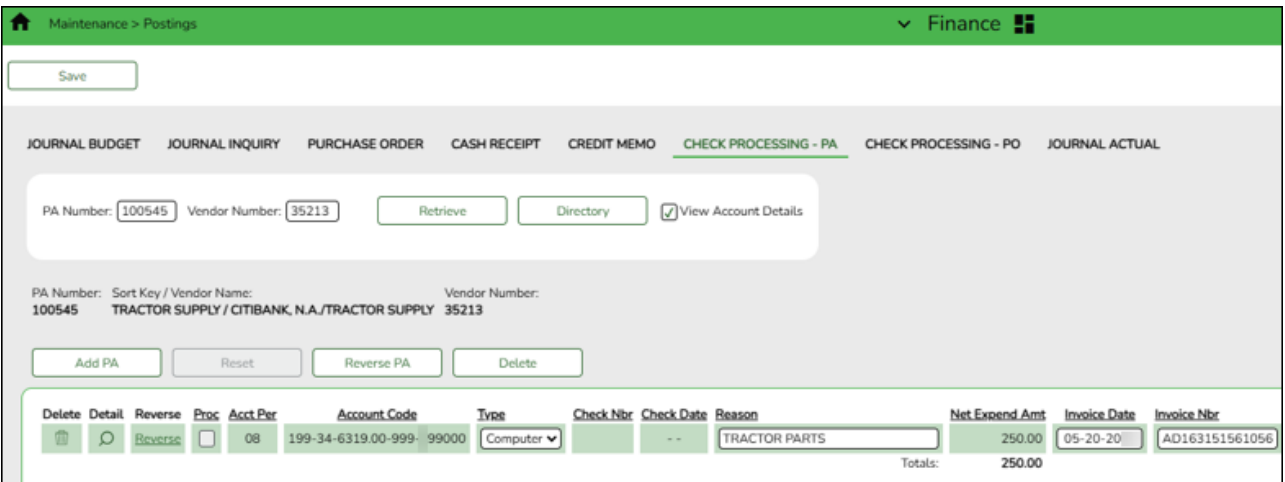 Maintenance > Postings Finance
Save
JOURNAL BUDGET JOURNAL INQUIRY PURCHASE ORDER CASH RECEIPT CREDIT MEMO CHECK PROCESSING - PA CHECK PROCESSING - PO JOURNAL ACTUAL
PA Number: 100545 Vendor Number: 35213 Retrieve Directory View Account Details
PA Number: Sort Key / Vendor Name: Vendor Number:
100545 TRACTOR SUPPLY / CITIBANK, N.A./TRACTOR SUPPLY 35213
Add PA Reset Reverse PA Delete
Delete Detail Reverse Proc Acct Per Account Code Type Check Nbr Check Date Reason Net Expend Amt Invoice Date Invoice Nbr
Reverse 08 199-34-6319.00-999- 99000 Computer - - TRACTOR PARTS 250.00 05-20-20 AD163151561056
Totals: 250.00